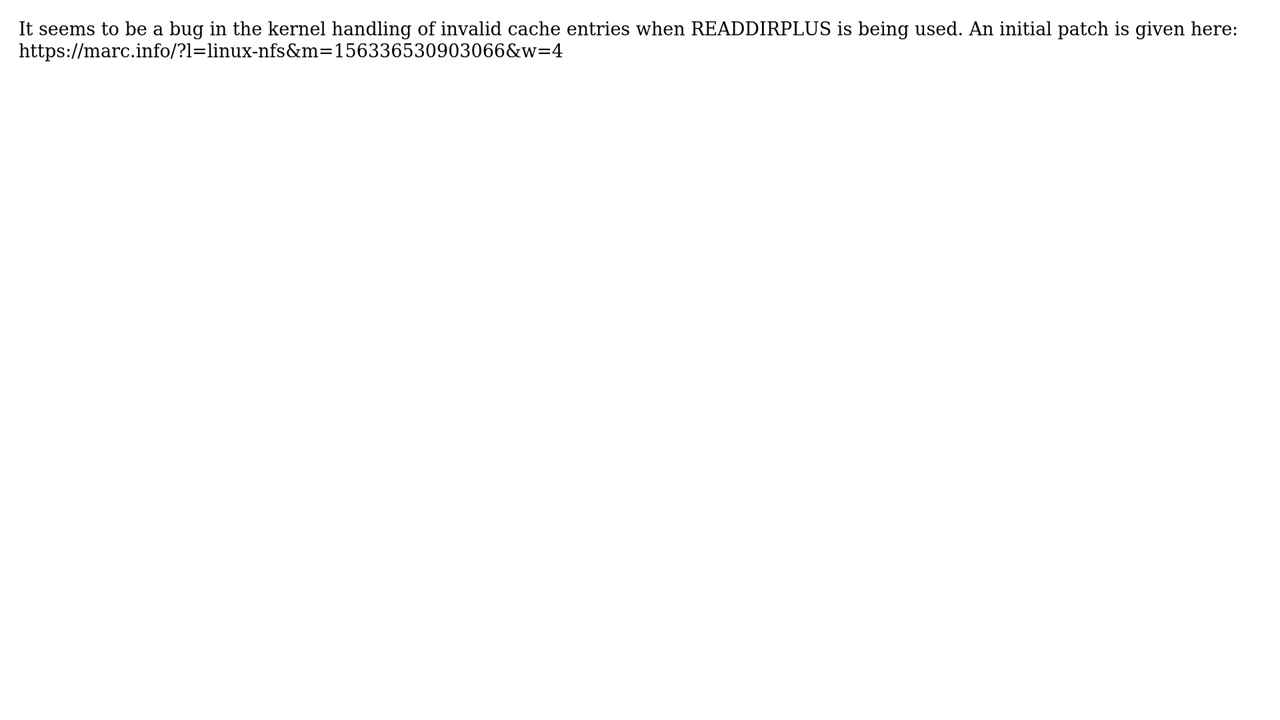 It seems to be a bug in the kernel handling of invalid cache entries when READDIRPLUS is being used. An initial patch is given here:
https://marc.info/?l=linux-nfs&m=156336530903066&w=4